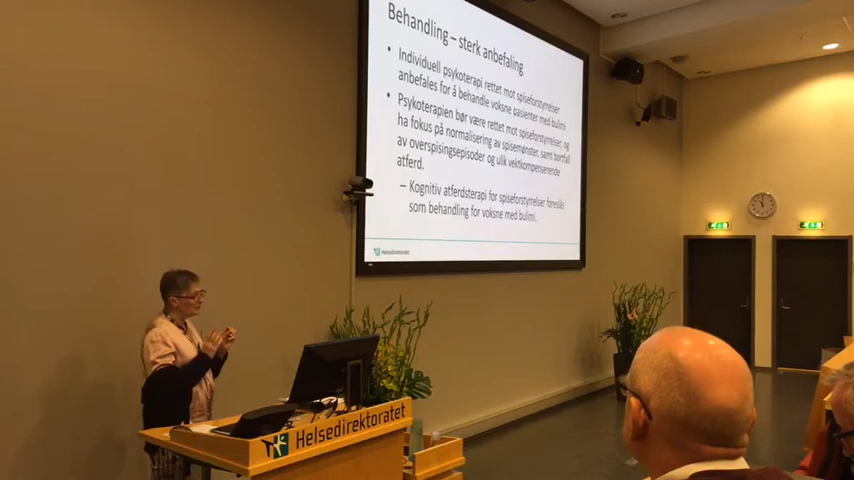 Behandling – sterk anbefaling
• Individuell psykoterapi rettet mot spiseforstyrrelser
anbefales for å behandle voksne pasienter med bulimi
• Psykoterapien bør være rettet mot spiseforstyrrelser, og
ha fokus på normalisering av spisemønster, samt bortfall
av overspisingsepisoder og ulik vektkompenserende
atferd.
– Kognitiv atferdsterapi for spiseforstyrrelser foreslås
som behandling for voksne med bulimi.
Helsedirektoratet
Helsedirektoratet